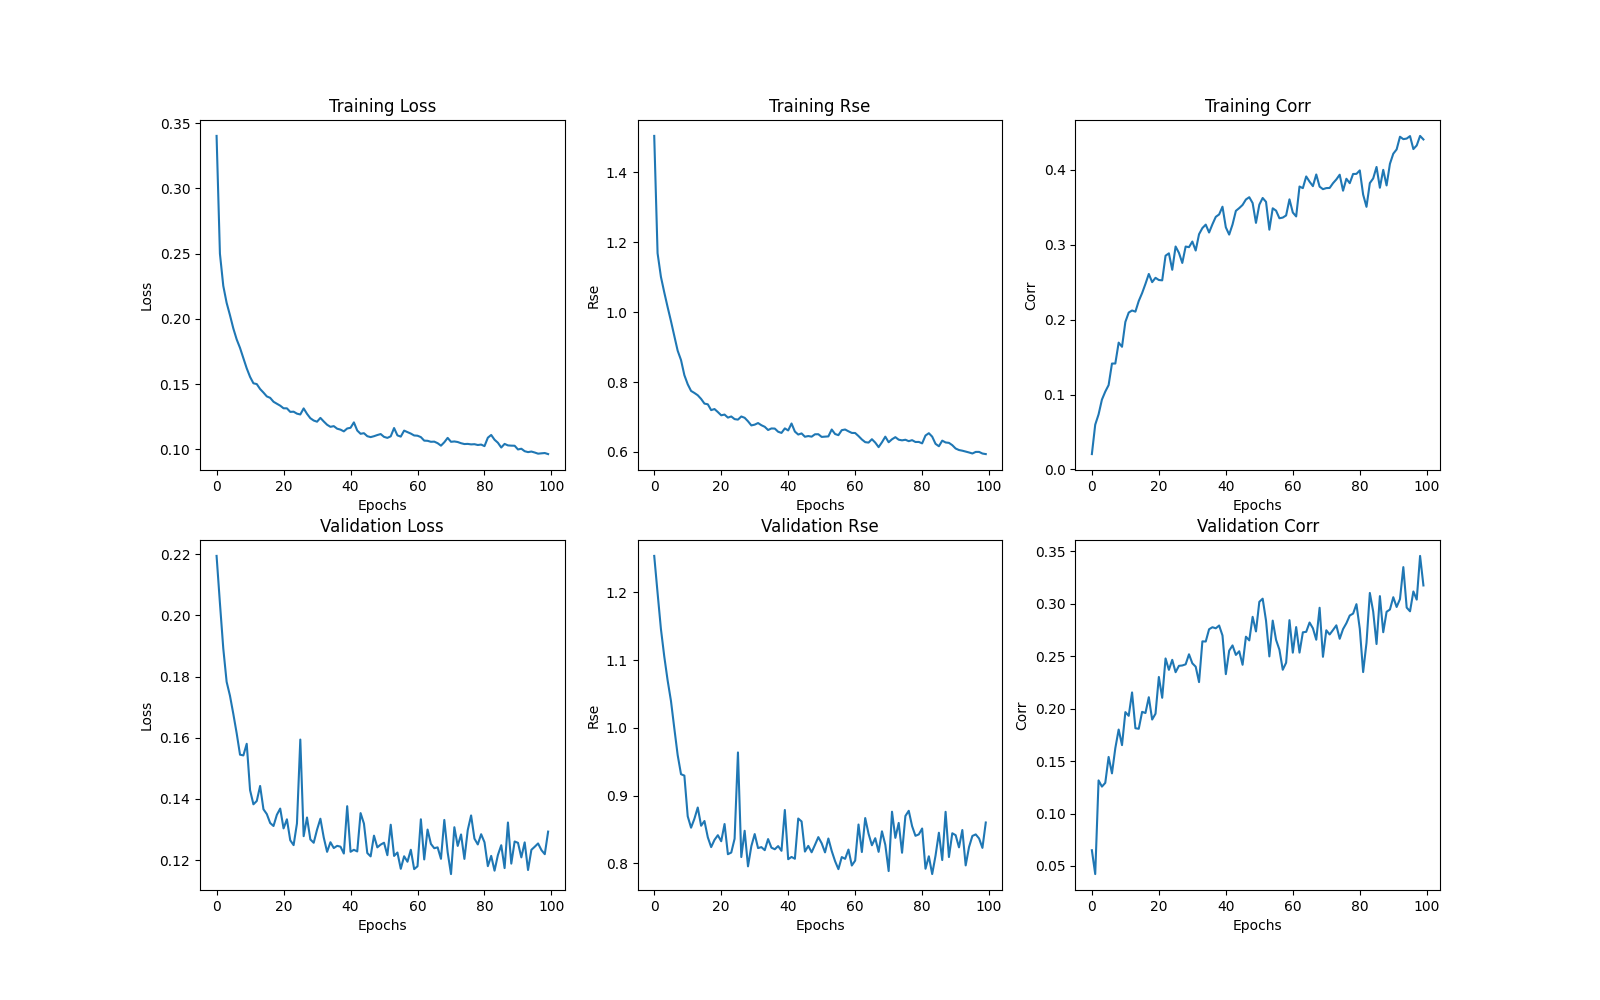 Training Loss
Training Rse
Training Corr
0.35
0.30
0.25
0.20
0.15
0.10
Loss
0 20 40 60 80 100
Epochs
1.4
1.2
1.0
0.8
0.6
Rse
0 20 40 60 80 100
Epochs
0.4
0.3
0.2
0.1
0.0
Corr
0 20 40 60 80 100
Epochs
Validation Loss
Validation Rse
Validation Corr
0.22
0.20
0.18
0.16
0.14
0.12
Loss
0 20 40 60 80 100
Epochs
1.2
1.1
1.0
0.9
0.8
Rse
0 20 40 60 80 100
Epochs
0.35
0.30
0.25
0.20
0.15
0.10
0.05
Corr
0 20 40 60 80 100
Epochs